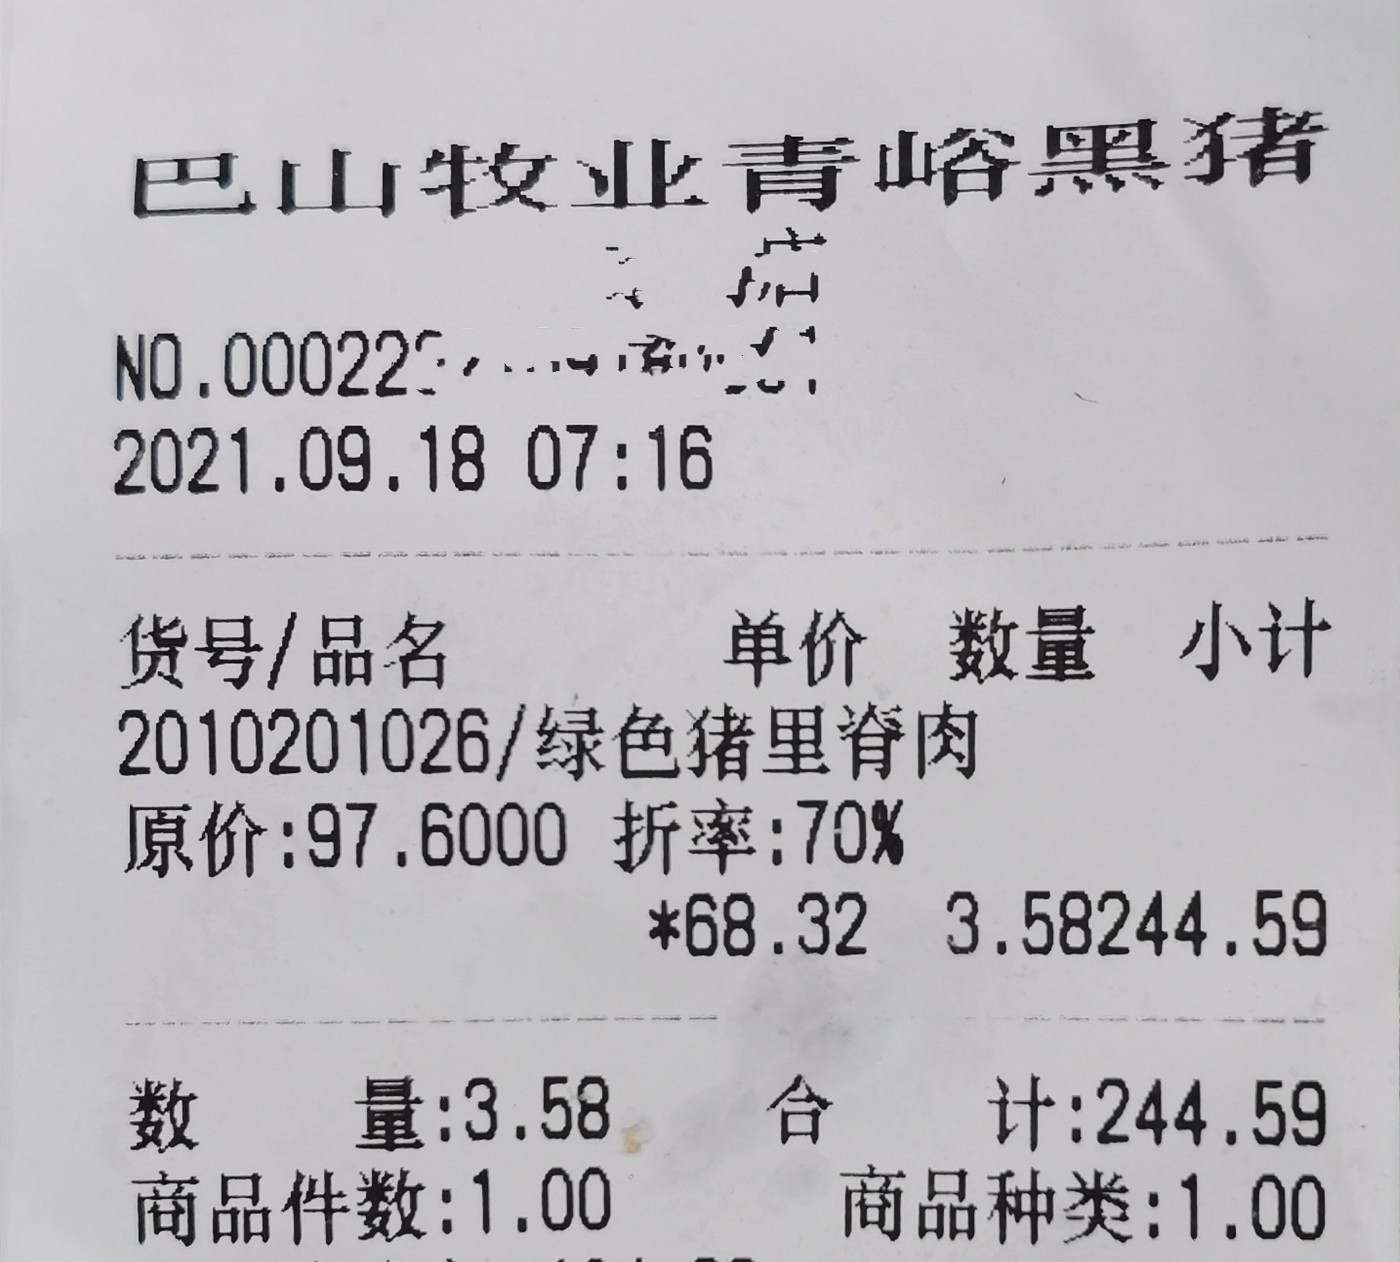 巴山牧业青峪黑猪
NO.000222
2021.09.18 07:16
货号/品名 单价 数量 小计
2010201026/绿色猪里脊肉
原价:97.6000 折率:70%
*68.32 3.58244.59
数 量:3.58 合 计:244.59
商品件数:1.00 商品种类:1.00